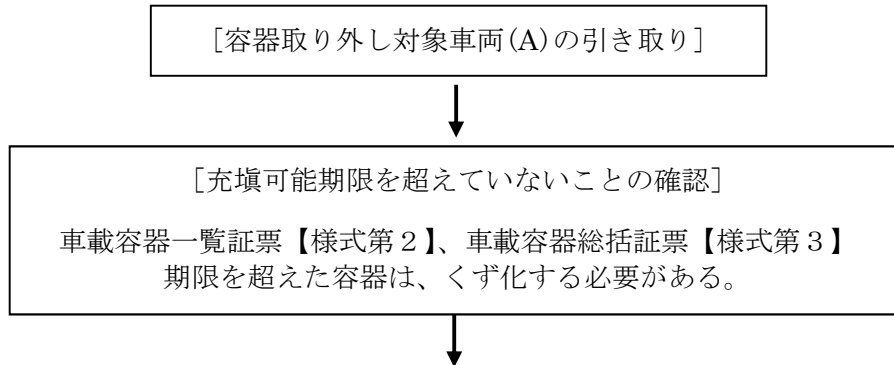 ［容器取り外し対象車両(A)の引き取り］
［充塡可能期限を超えていないことの確認］
車載容器一覧証票【様式第２】、車載容器総括証票【様式第３】
期限を超えた容器は、くず化する必要がある。